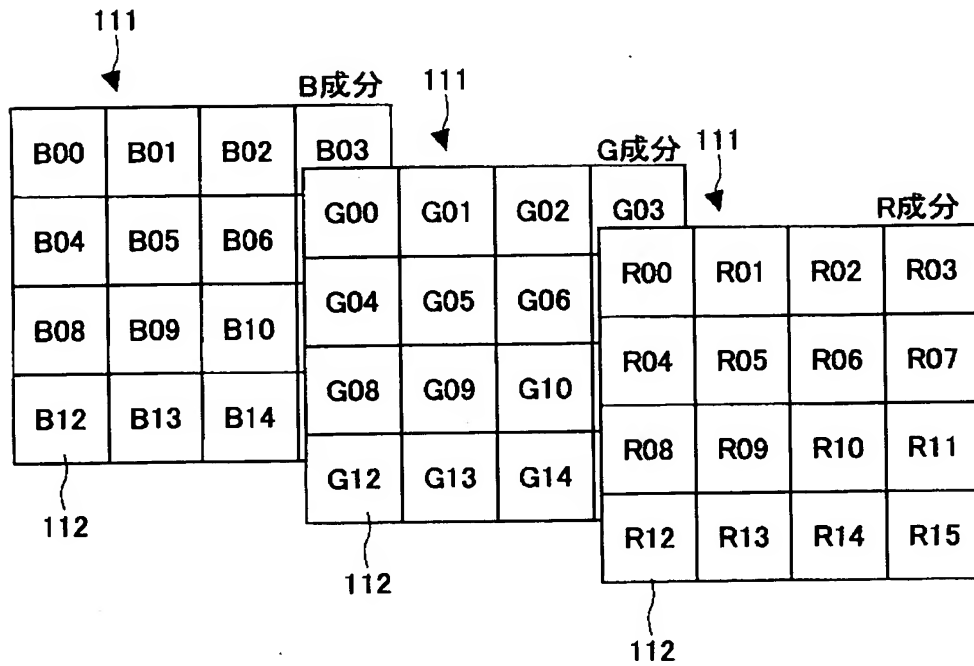 111
B成分
B00 B01 B02 B03
B04 B05 B06
B08 B09 B10
B12 B13 B14
112
111
G成分
G00 G01 G02 G03
G04 G05 G06
G08 G09 G10
G12 G13 G14
112
111
R成分
R00 R01 R02 R03
R04 R05 R06 R07
R08 R09 R10 R11
R12 R13 R14 R15
112